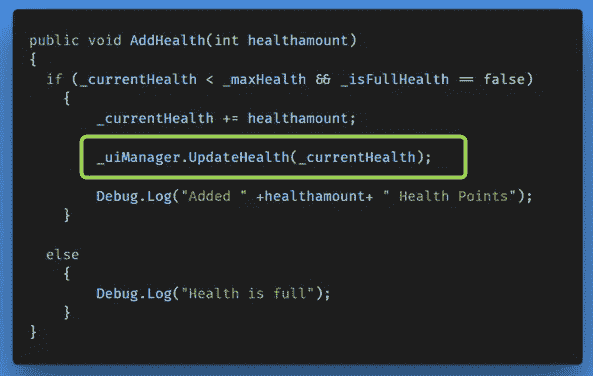 public void AddHealth(int healthamount)
{
if (_currentHealth < _maxHealth && _isFullHealth == false)
{
_currentHealth += healthamount;
_uiManager.UpdateHealth(_currentHealth);
Debug.Log("Added " +healthamount+ " Health Points");
}
else
{
Debug.Log("Health is full");
}
}